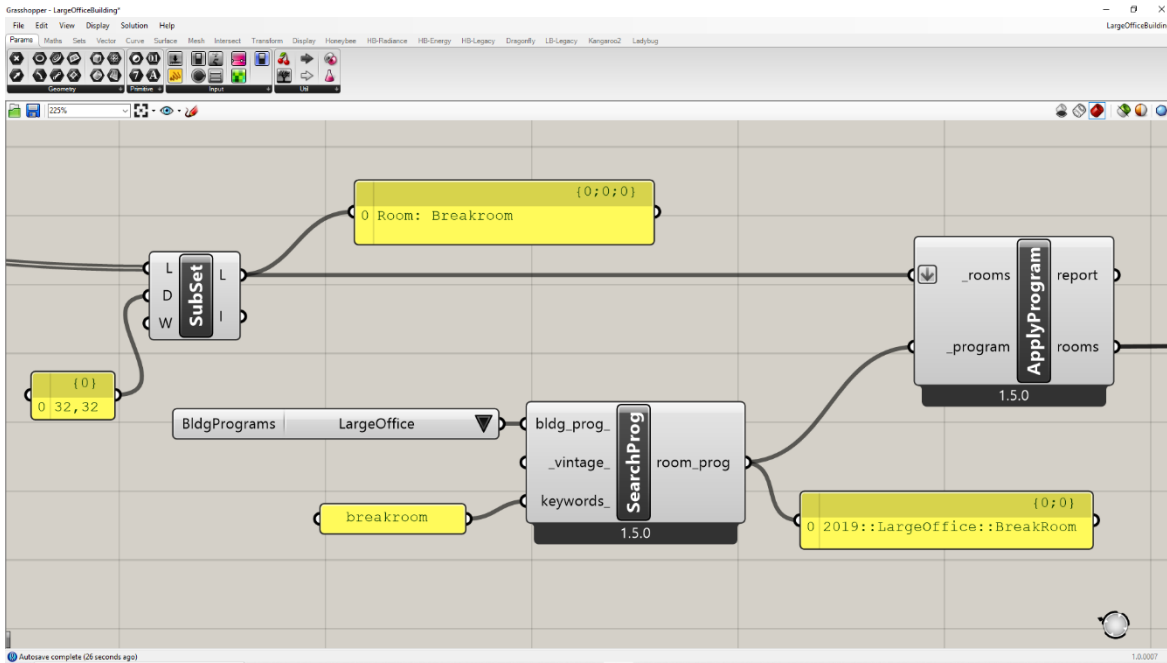 Grasshopper - LargeOfficeBuilding*
File Edit View Display Solution Help
LargeOfficeBuildin
Params Maths Sets Vector Curve Surface Mesh Intersect Transform Display Honeybee HB-Radiance HB-Energy HB-Legacy Dragonfly LB-Legacy Kangaroo2 Ladybug
Geometry Primitive Input Util
225%
{0;0;0}
0 Room: Breakroom
L
D
W
SubSet
L
I
{0}
0 32,32
_rooms
_program
ApplyProgram
report
rooms
1.5.0
BldgPrograms LargeOffice
breakroom
bldg_prog_
_vintage_
keywords_
SearchProg
room_prog
1.5.0
{0;0}
0 2019::LargeOffice::BreakRoom
Autosave complete (26 seconds ago)
1.0.0007